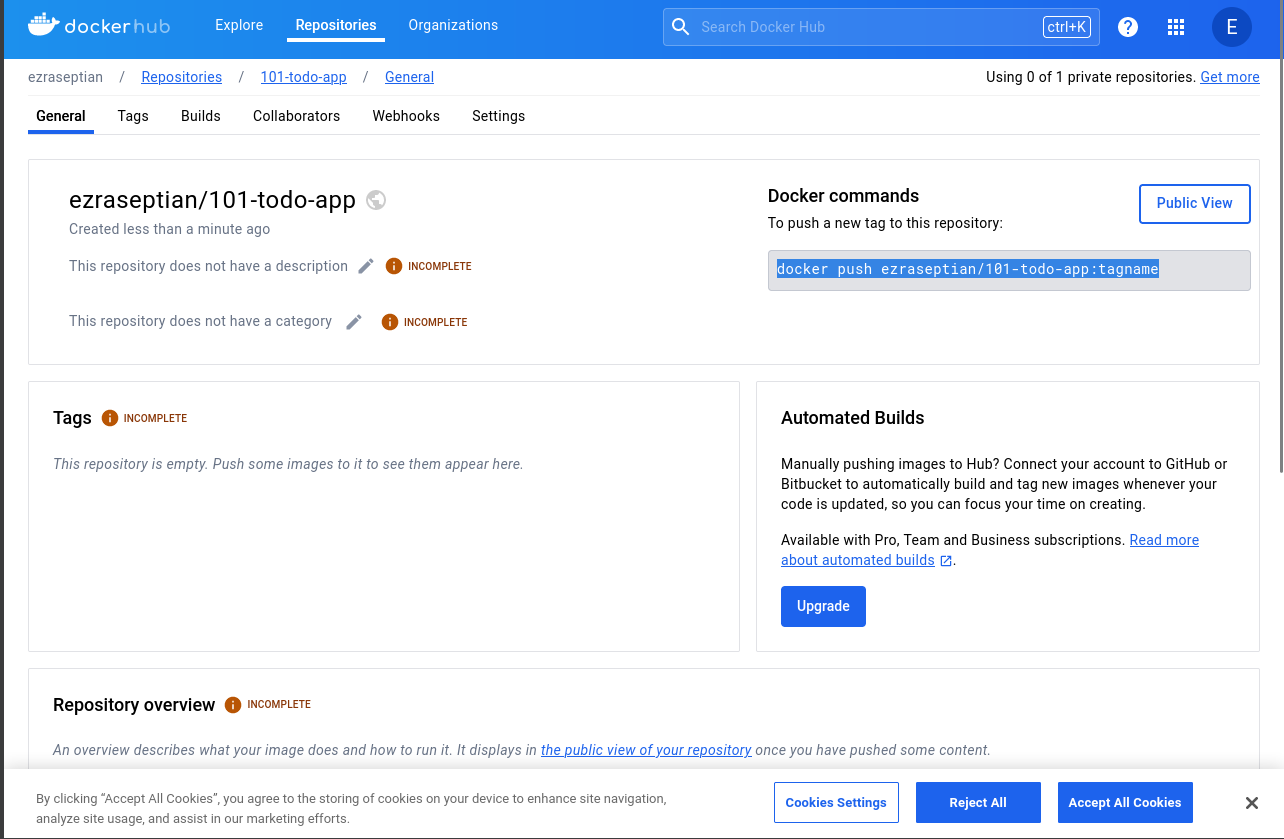 dockerhub Explore Repositories Organizations Search Docker Hub ctrl+K ? E
ezraseptian / Repositories / 101-todo-app / General Using 0 of 1 private repositories. Get more
General Tags Builds Collaborators Webhooks Settings
ezraseptian/101-todo-app
Created less than a minute ago
This repository does not have a description INCOMPLETE
This repository does not have a category INCOMPLETE
Docker commands
Public View
To push a new tag to this repository:
docker push ezraseptian/101-todo-app:tagname
Tags INCOMPLETE
This repository is empty. Push some images to it to see them appear here.
Automated Builds
Manually pushing images to Hub? Connect your account to GitHub or
Bitbucket to automatically build and tag new images whenever your
code is updated, so you can focus your time on creating.
Available with Pro, Team and Business subscriptions. Read more
about automated builds .
Upgrade
Repository overview INCOMPLETE
An overview describes what your image does and how to run it. It displays in the public view of your repository once you have pushed some content.
By clicking “Accept All Cookies”, you agree to the storing of cookies on your device to enhance site navigation,
analyze site usage, and assist in our marketing efforts.
Cookies Settings Reject All Accept All Cookies